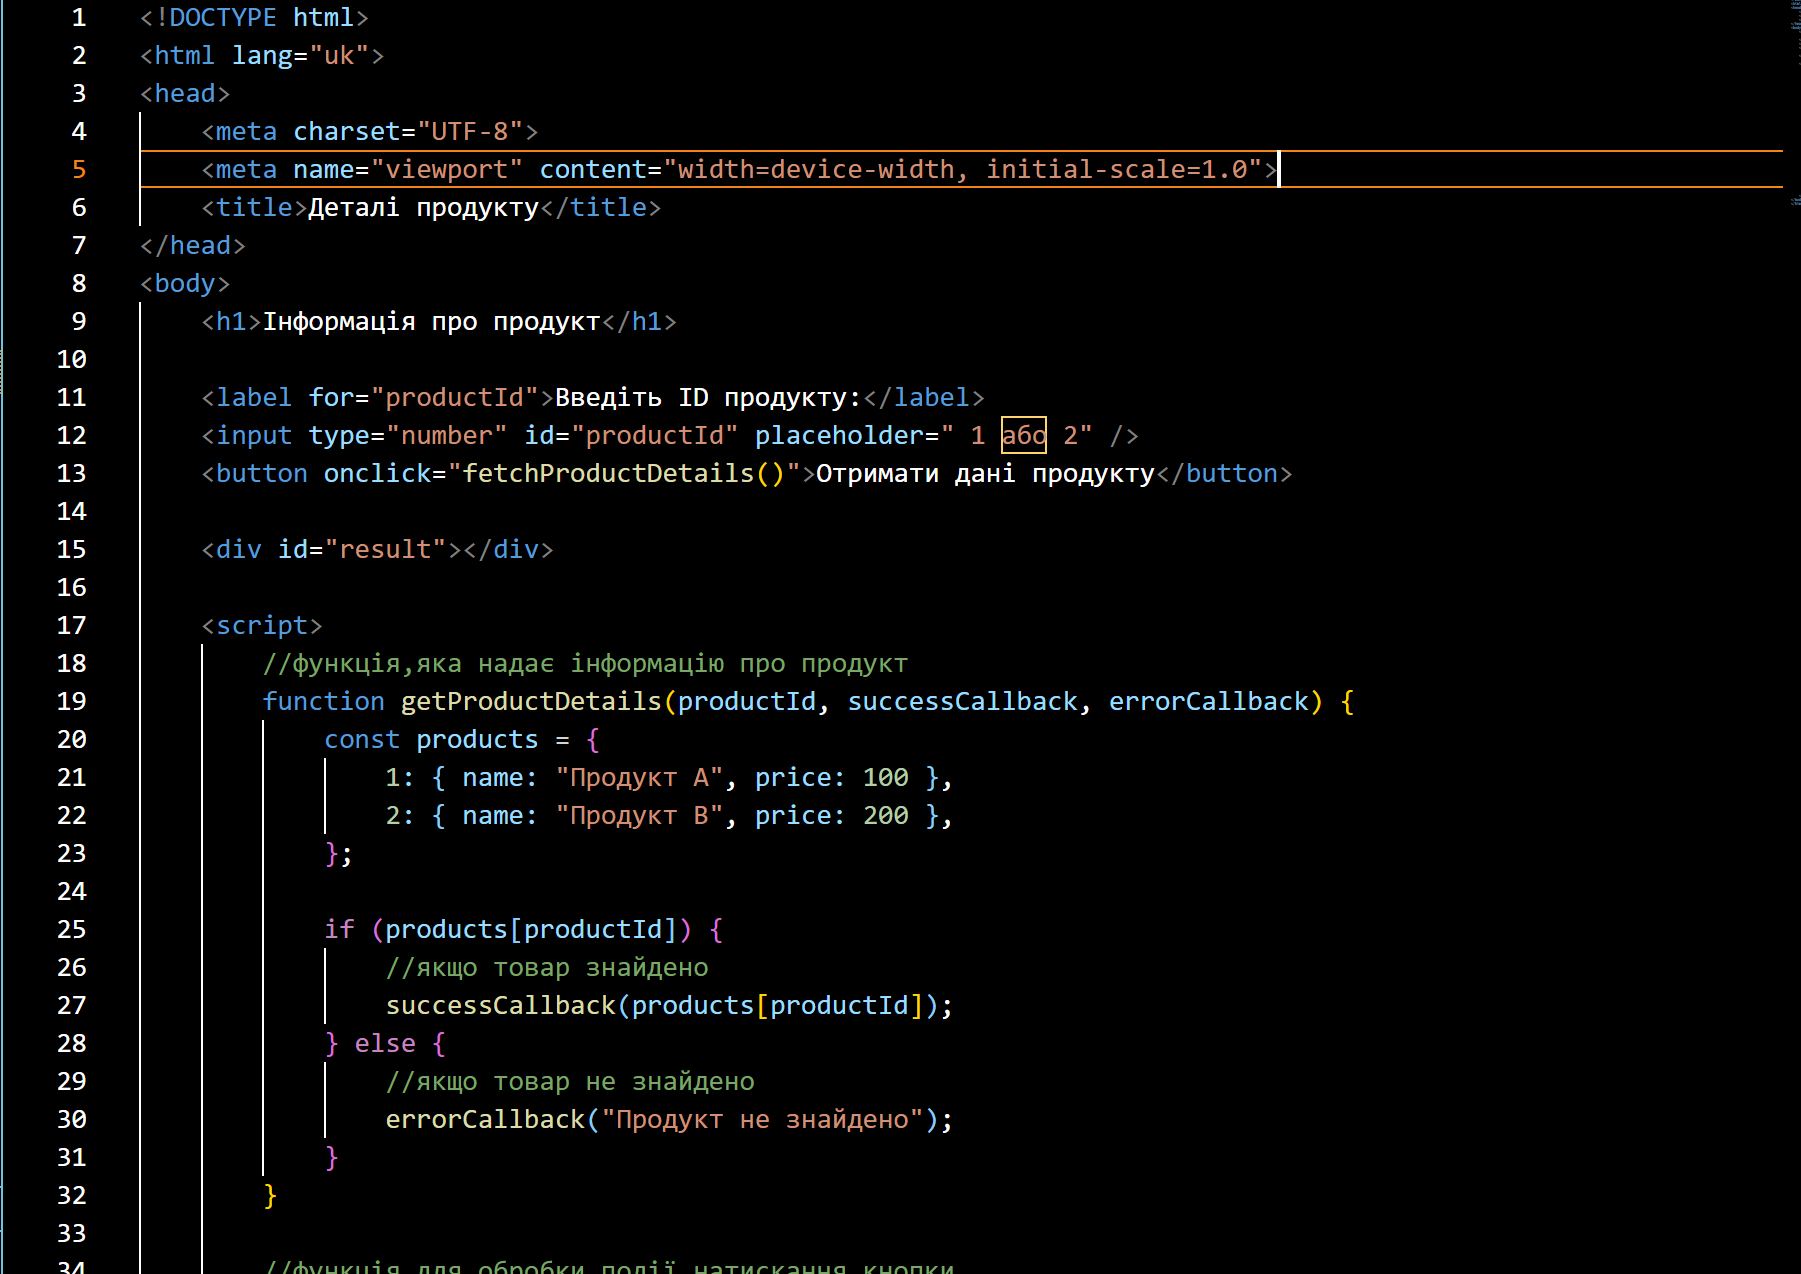 1 <!DOCTYPE html>
2 <html lang="uk">
3 <head>
4 <meta charset="UTF-8">
5 <meta name="viewport" content="width=device-width, initial-scale=1.0">
6 <title>Деталі продукту</title>
7 </head>
8 <body>
9 <h1>Інформація про продукт</h1>
10
11 <label for="productId">Введіть ID продукту:</label>
12 <input type="number" id="productId" placeholder=" 1 або 2" />
13 <button onclick="fetchProductDetails()">Отримати дані продукту</button>
14
15 <div id="result"></div>
16
17 <script>
18 //функція,яка надає інформацію про продукт
19 function getProductDetails(productId, successCallback, errorCallback) {
20 const products = {
21 1: { name: "Продукт A", price: 100 },
22 2: { name: "Продукт B", price: 200 },
23 };
24
25 if (products[productId]) {
26 //якщо товар знайдено
27 successCallback(products[productId]);
28 } else {
29 //якщо товар не знайдено
30 errorCallback("Продукт не знайдено");
31 }
32 }
33
34 //функція для обробки події натискання кнопки